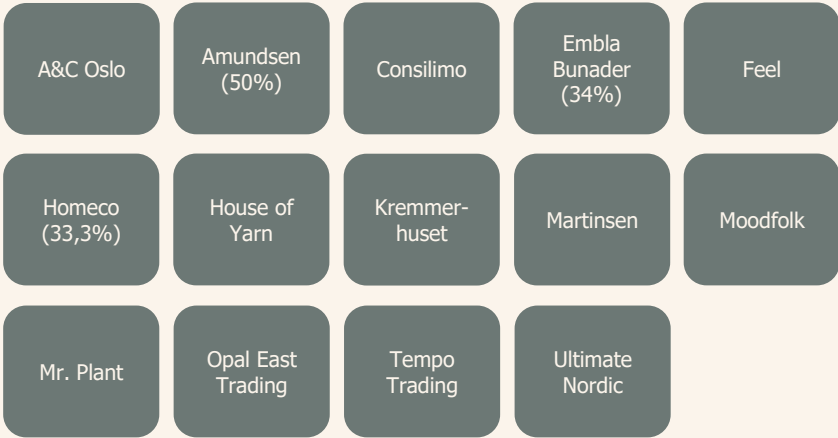 A&C Oslo
Amundsen
(50%)
Consilimo
Embla
Bunader
(34%)
Feel
Homeco
(33,3%)
House of
Yarn
Kremmer-
huset
Martinsen
Moodfolk
Mr. Plant
Opal East
Trading
Tempo
Trading
Ultimate
Nordic